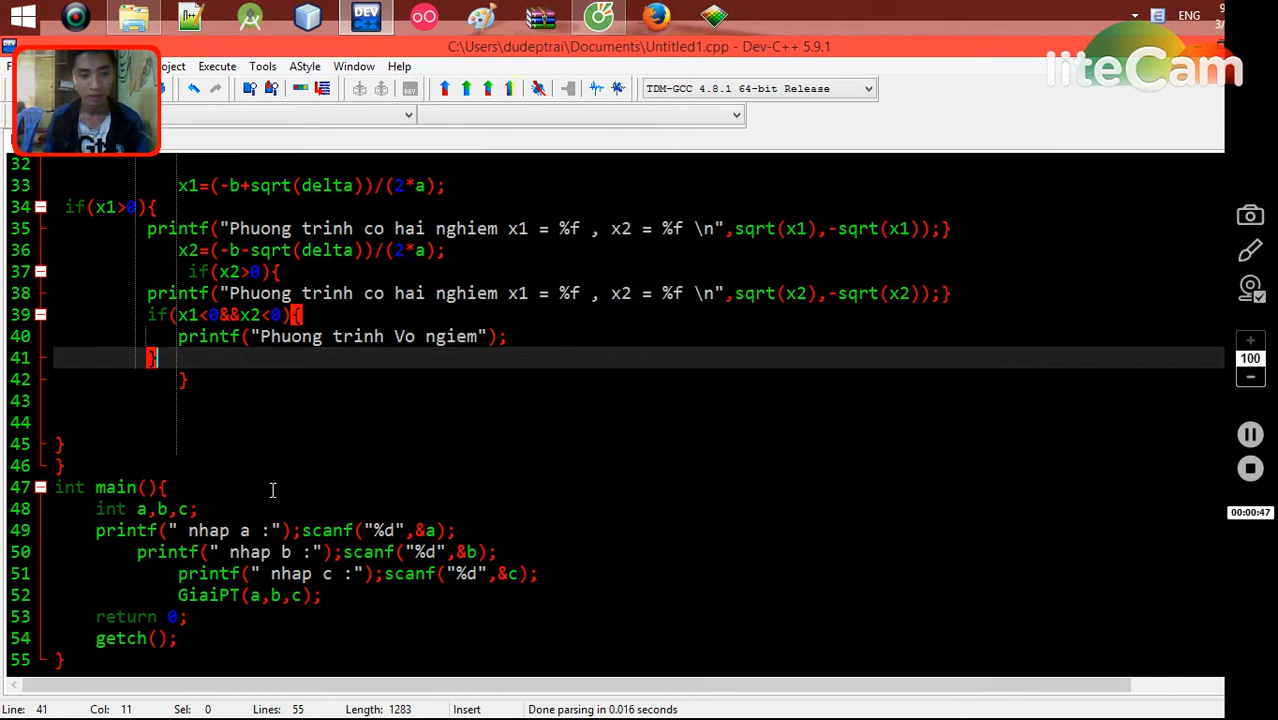 ENG
9
3/
C:\Users\dudeptrai\Documents\Untitled1.cpp - Dev-C++ 5.9.1
liteCam
oject Execute Tools AStyle Window Help
TDM-GCC 4.8.1 64-bit Release
32
33 x1=(-b+sqrt(delta))/(2*a);
34 if(x1>0){
35 printf("Phuong trinh co hai nghiem x1 = %f , x2 = %f \n",sqrt(x1),-sqrt(x1));}
36 x2=(-b-sqrt(delta))/(2*a);
37 if(x2>0){
38 printf("Phuong trinh co hai nghiem x1 = %f , x2 = %f \n",sqrt(x2),-sqrt(x2));}
39 if(x1<0&&x2<0){
40 printf("Phuong trinh Vo ngiem");
41 }
42 }
43
44
45 }
46 }
47 int main(){
48 int a,b,c;
49 printf(" nhap a :");scanf("%d",&a);
50 printf(" nhap b :");scanf("%d",&b);
51 printf(" nhap c :");scanf("%d",&c);
52 GiaiPT(a,b,c);
53 return 0;
54 getch();
55 }
100
00:00:47
Line: 41 Col: 11 Sel: 0 Lines: 55 Length: 1283 Insert Done parsing in 0.016 seconds